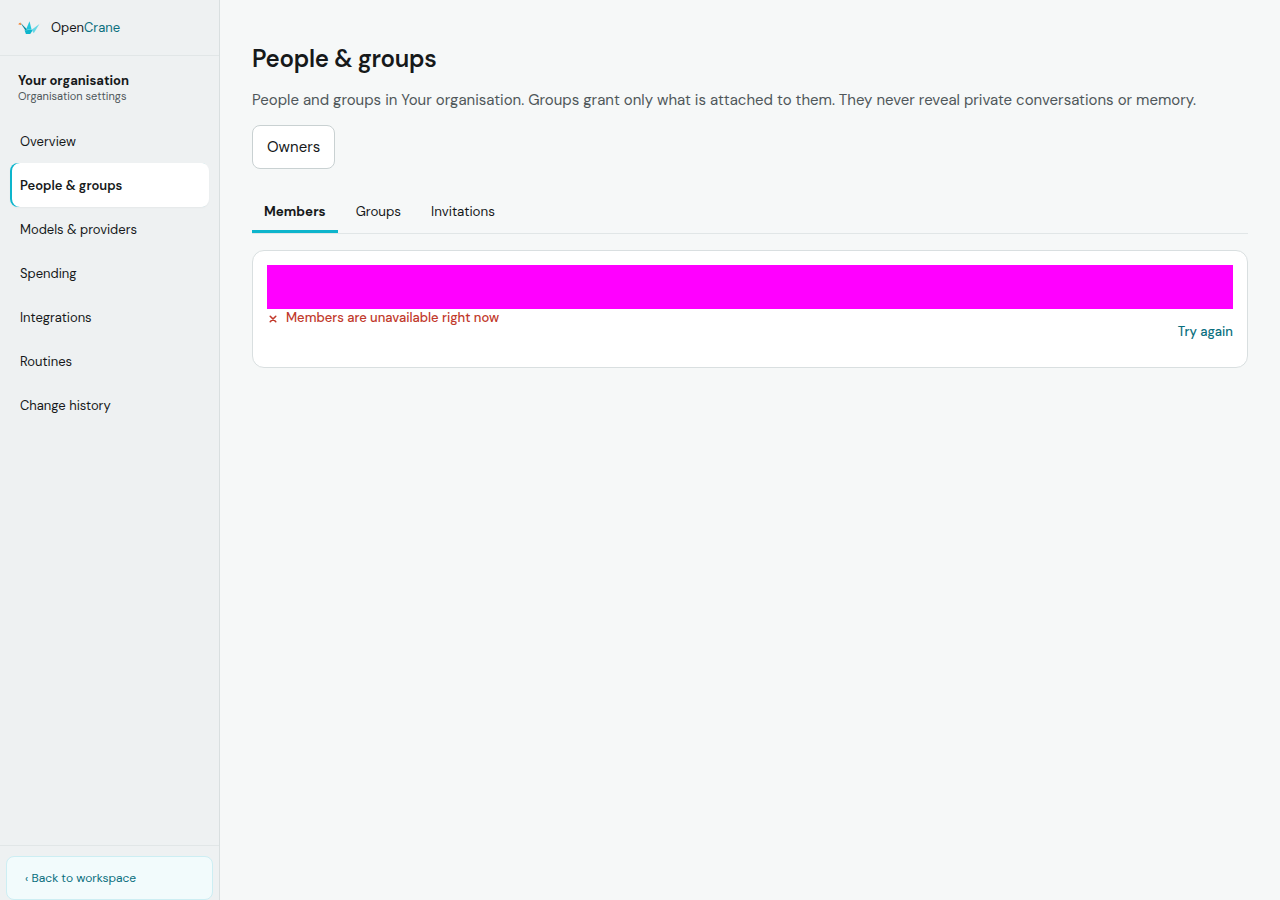 OpenCrane
Your organisation
Organisation settings
Overview
People & groups
Models & providers
Spending
Integrations
Routines
Change history
‹ Back to workspace
People & groups
People and groups in Your organisation. Groups grant only what is attached to them. They never reveal private conversations or memory.
Owners
Members
Groups
Invitations
× Members are unavailable right now
Try again